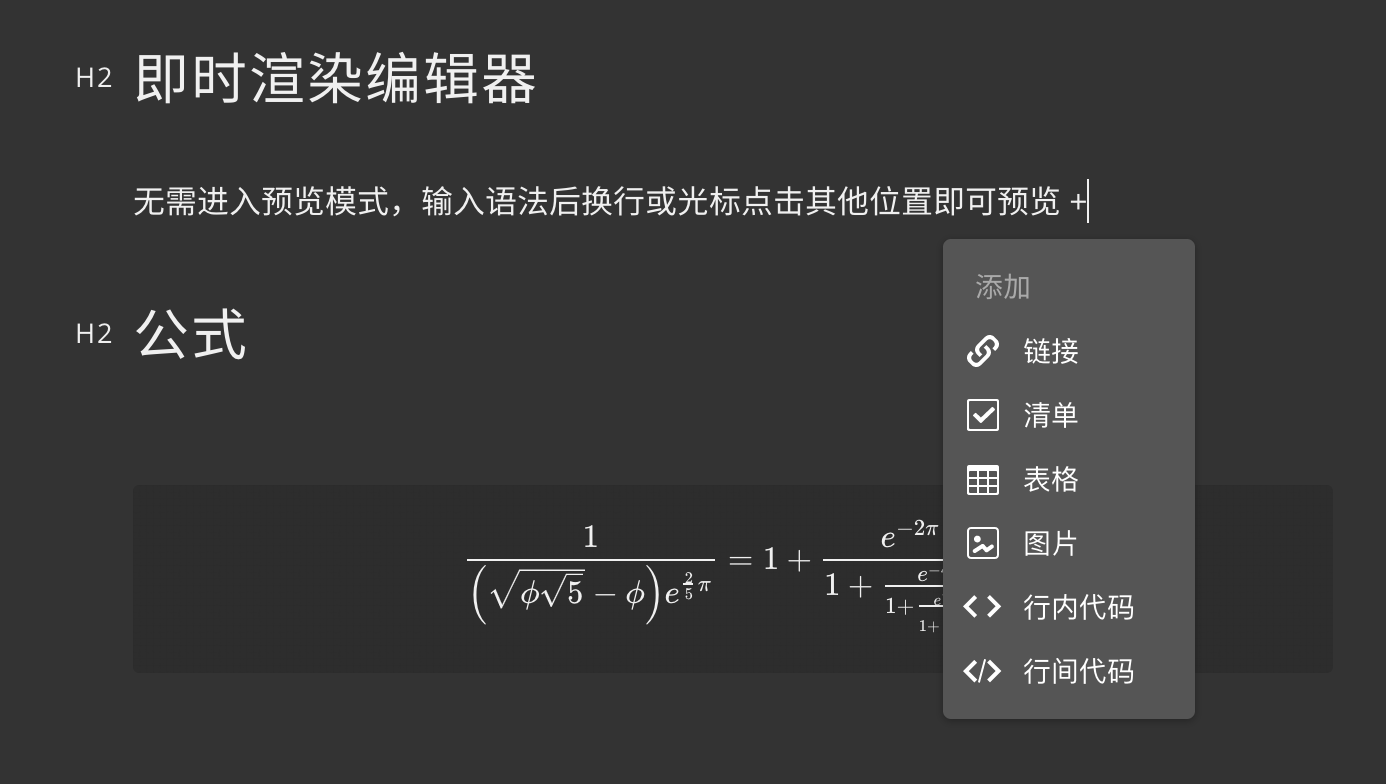 H2 即时渲染编辑器
无需进入预览模式，输入语法后换行或光标点击其他位置即可预览 +
H2 公式
添加
链接
清单
表格
图片
行内代码
行间代码
\frac{1}{\left(\sqrt{\phi\sqrt{5}}-\phi\right)e^{\frac{2}{5}\pi}} = 1+\frac{e^{-2\pi}}{1+\frac{e^{-}}{1+\frac{e}{1+}}}